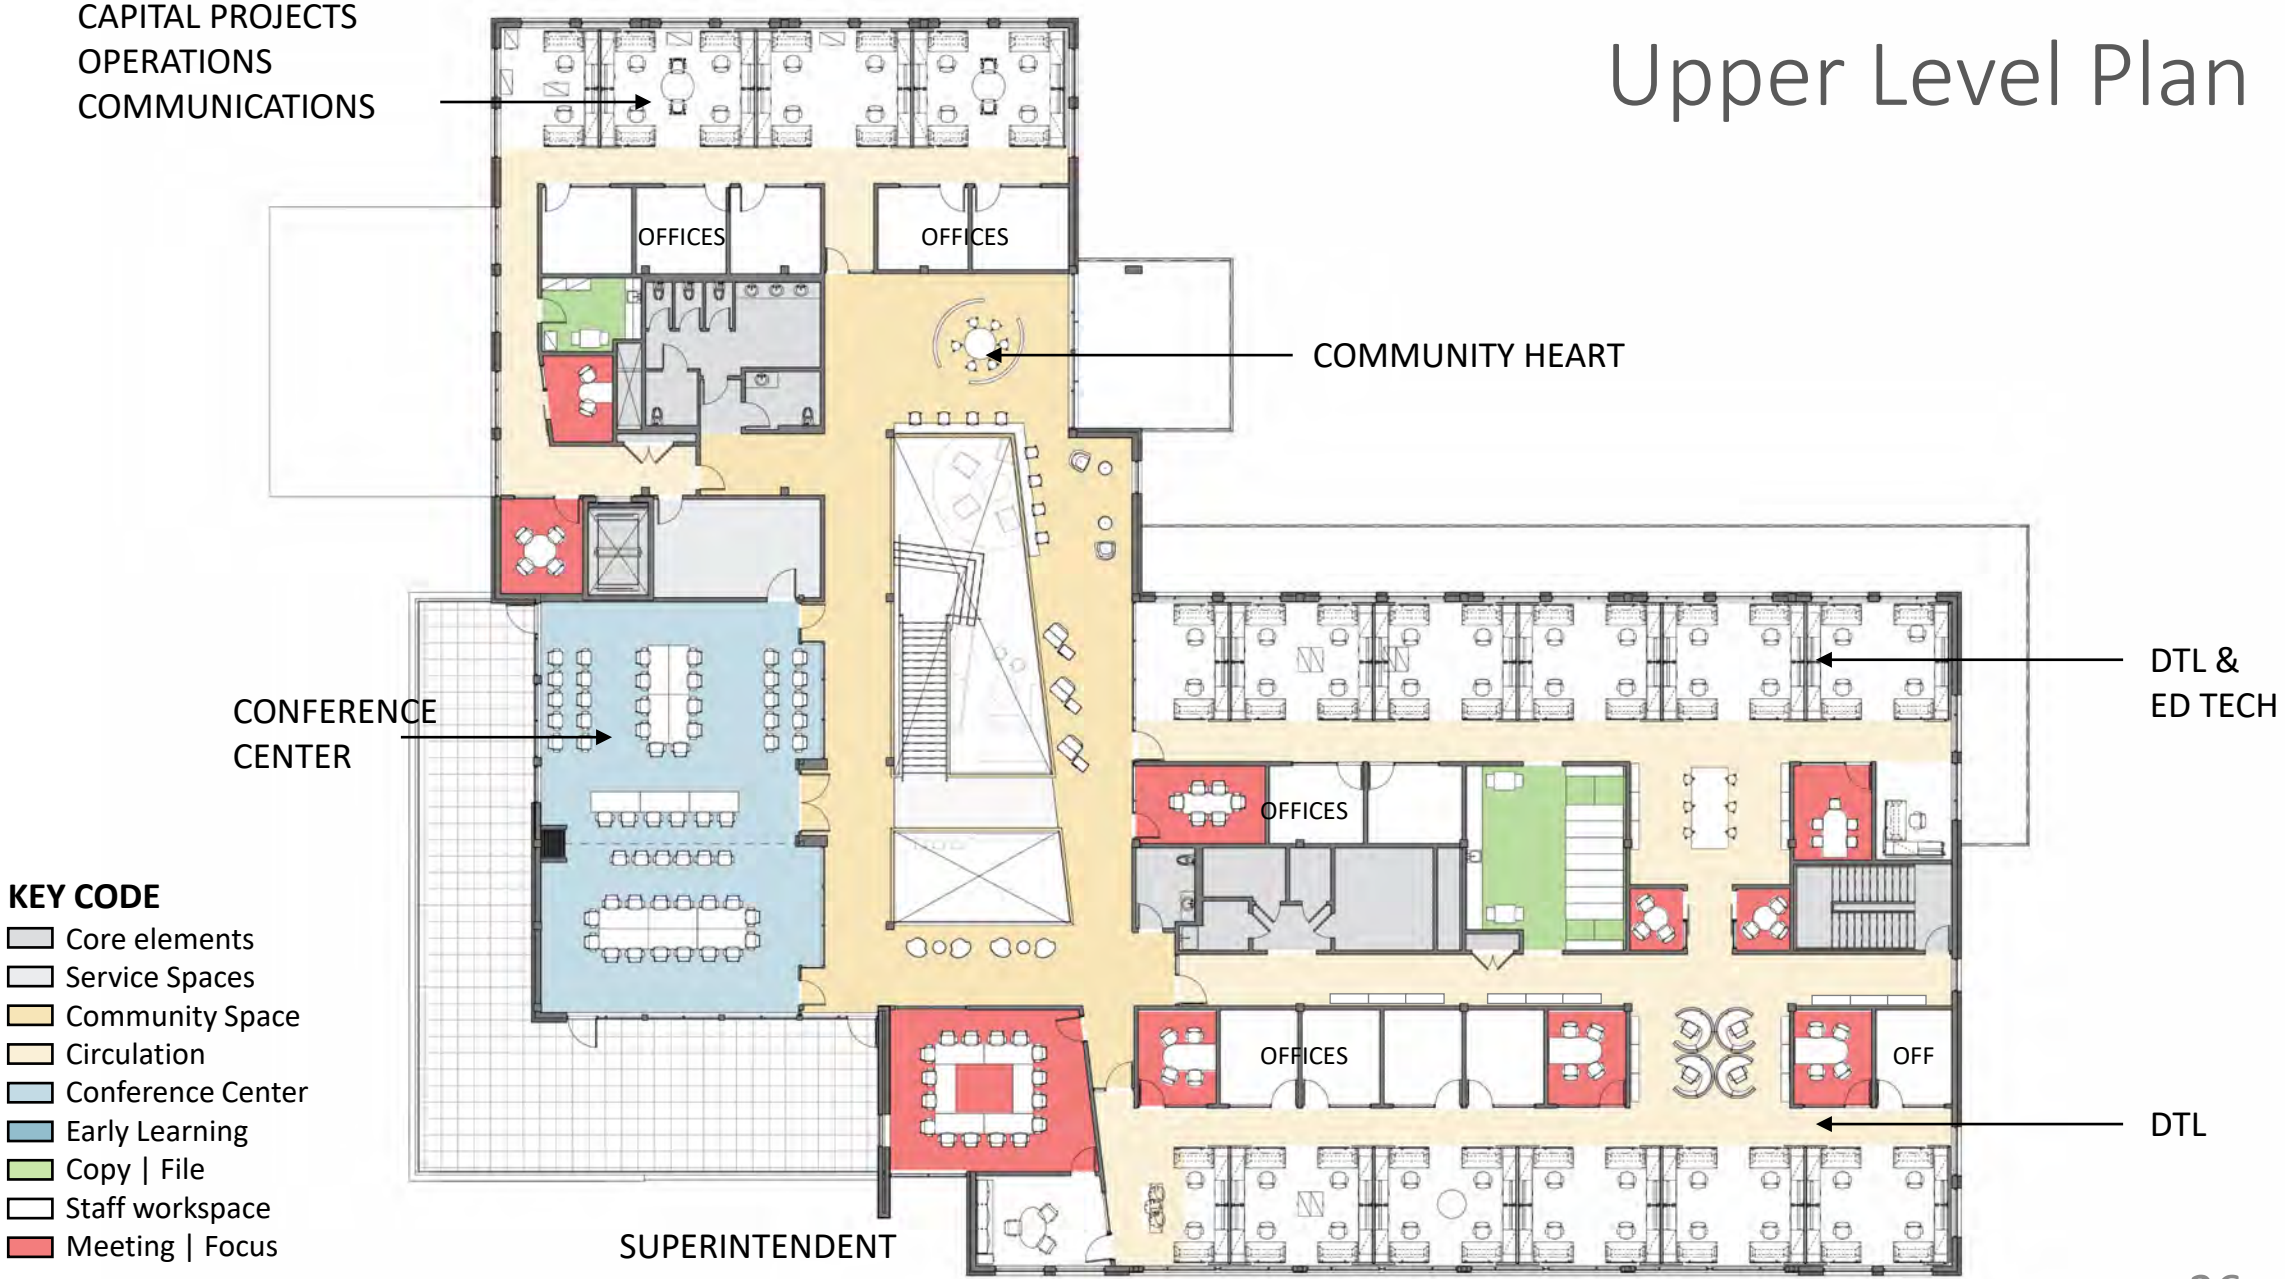 CAPITAL PROJECTS
OPERATIONS
COMMUNICATIONS
Upper Level Plan
OFFICES
OFFICES
COMMUNITY HEART
CONFERENCE
CENTER
DTL &
ED TECH
OFFICES
KEY CODE
Core elements
Service Spaces
Community Space
Circulation
Conference Center
Early Learning
Copy | File
Staff workspace
Meeting | Focus
OFFICES
OFF
DTL
SUPERINTENDENT